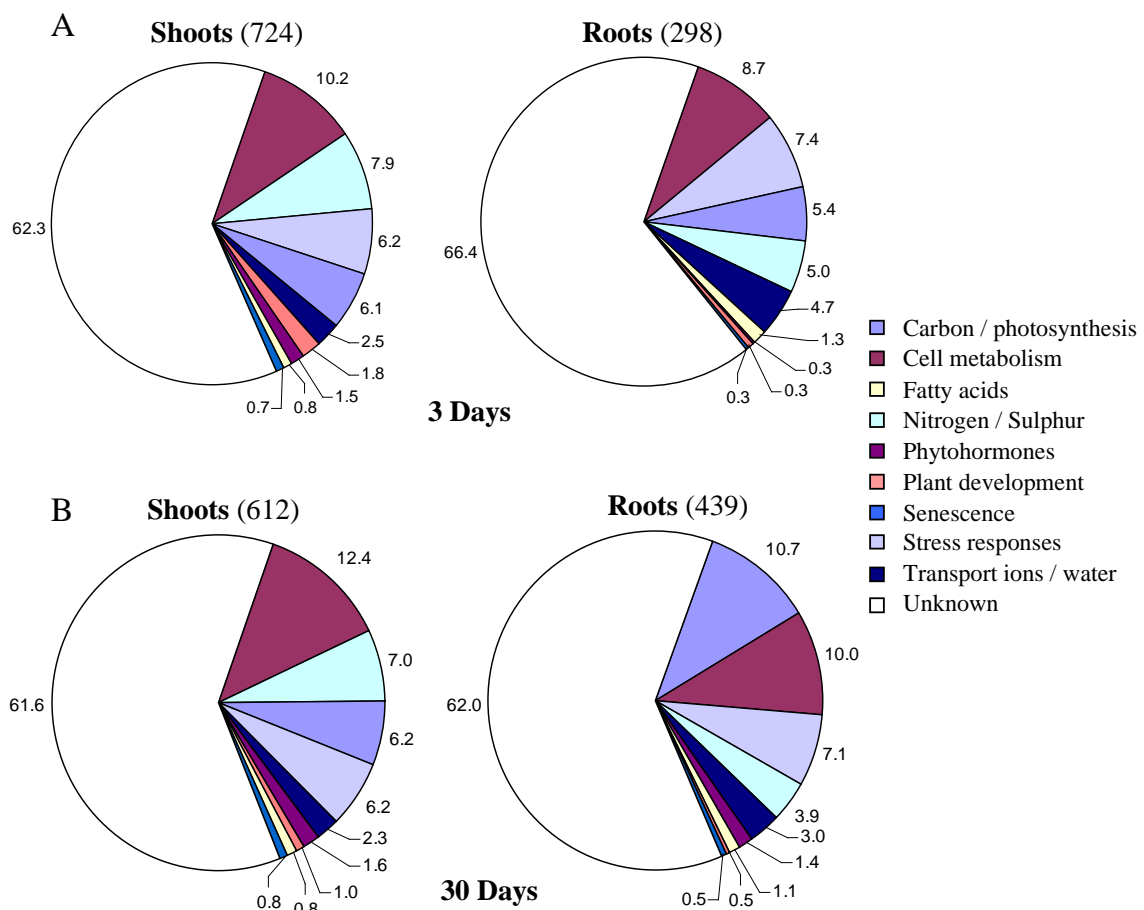 A
Shoots (724)
10.2
7.9
6.2
6.1
2.5
1.8
1.5
0.8
0.7
62.3
Roots (298)
8.7
7.4
5.4
5.0
4.7
1.3
0.3
0.3
0.3
66.4
3 Days
Carbon / photosynthesis
Cell metabolism
Fatty acids
Nitrogen / Sulphur
Phytohormones
Plant development
Senescence
Stress responses
Transport ions / water
Unknown
B
Shoots (612)
12.4
7.0
6.2
6.2
2.3
1.6
1.0
0.8
0.8
61.6
Roots (439)
10.7
10.0
7.1
3.9
3.0
1.4
1.1
0.5
0.5
62.0
30 Days